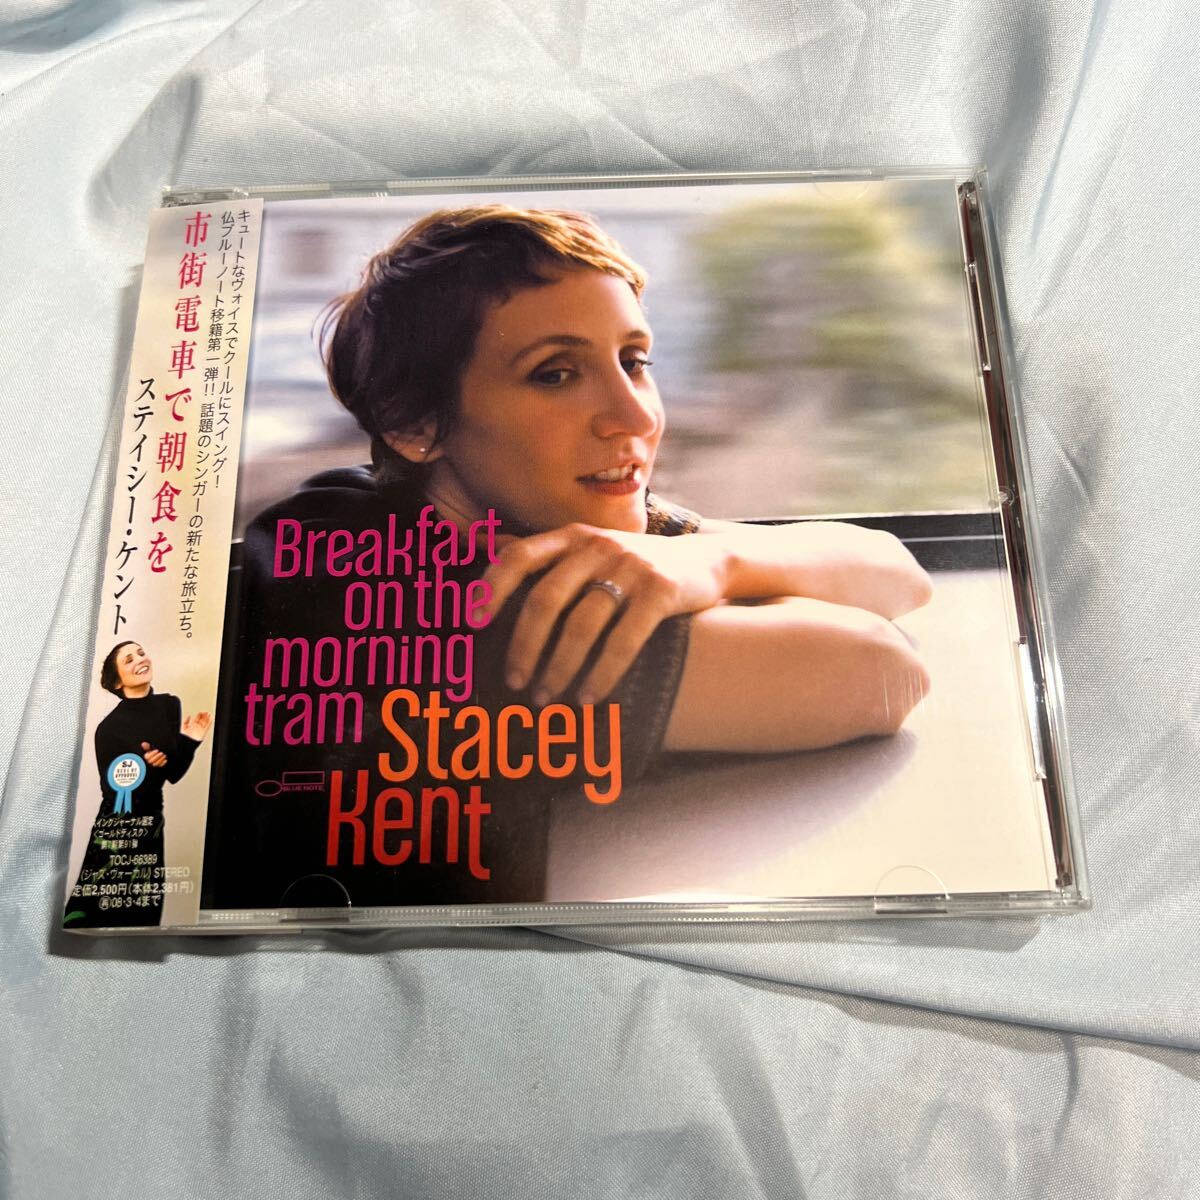 キュートなヴォイスでクールにスイング!
仏ブルーノート移籍第一弾!! 話題のシンガーの新たな旅立ち。
市街電車で朝食を
ステイシー・ケント
SJ
スイングジャーナル選定
〈ゴールドディスク〉
TOCJ-66389
(ジャズ・ヴォーカル) STEREO
定価2,500円(本体2,381円)
08・3・4まで
Breakfast
on the
morning
tram
Stacey
Kent
BLUE NOTE